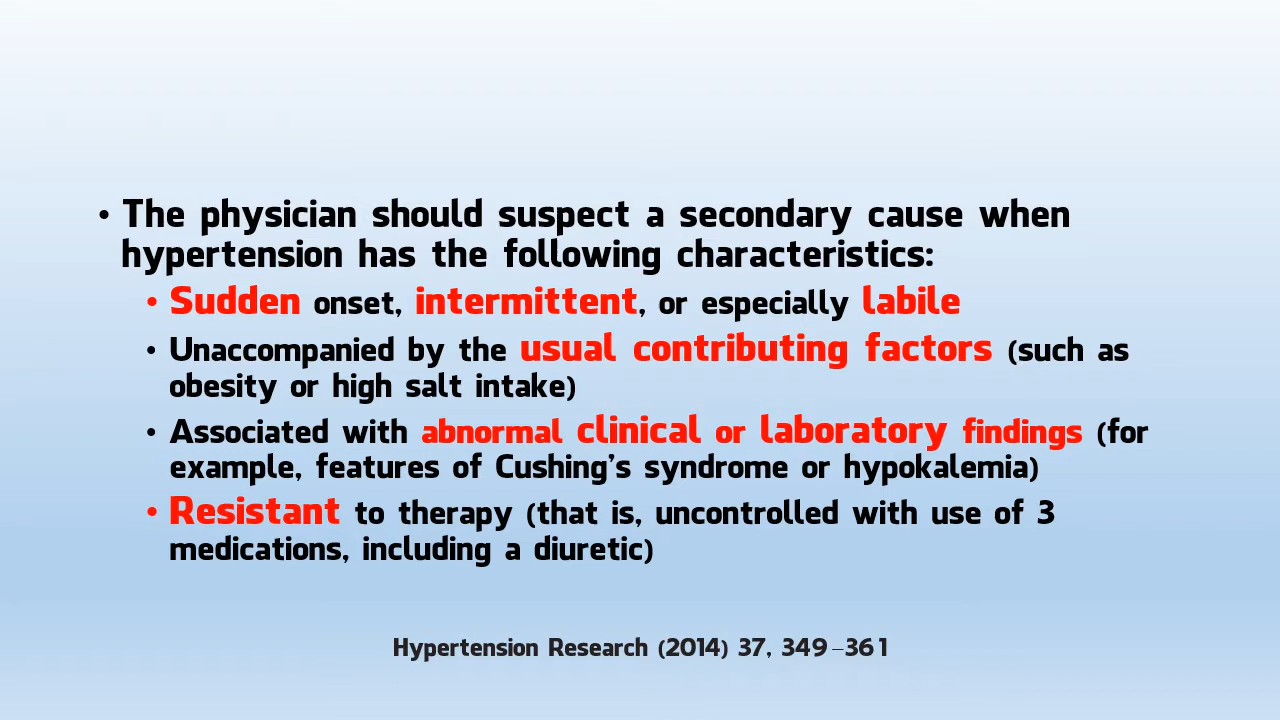 • The physician should suspect a secondary cause when
hypertension has the following characteristics:
• Sudden onset, intermittent, or especially labile
• Unaccompanied by the usual contributing factors (such as
obesity or high salt intake)
• Associated with abnormal clinical or laboratory findings (for
example, features of Cushing's syndrome or hypokalemia)
• Resistant to therapy (that is, uncontrolled with use of 3
medications, including a diuretic)
Hypertension Research (2014) 37, 349–361